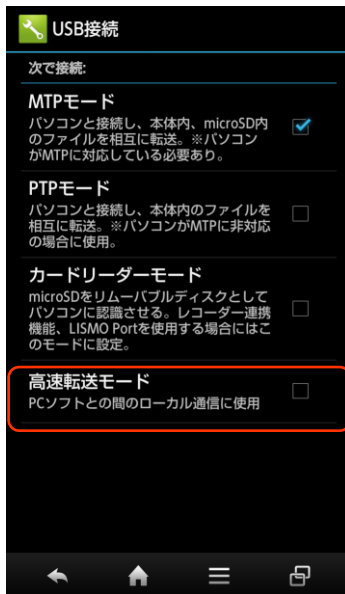 USB接続
次で接続:
MTPモード
パソコンと接続し、本体内、microSD内
のファイルを相互に転送。※パソコン
がMTPに対応している必要あり。
PTPモード
パソコンと接続し、本体内のファイルを
相互に転送。※パソコンがMTPに非対応
の場合に使用。
カードリーダーモード
microSDをリムーバブルディスクとして
パソコンに認識させる。レコーダー連携
機能、LISMO Portを使用する場合にはこ
のモードに設定。
高速転送モード
PCソフトとの間のローカル通信に使用